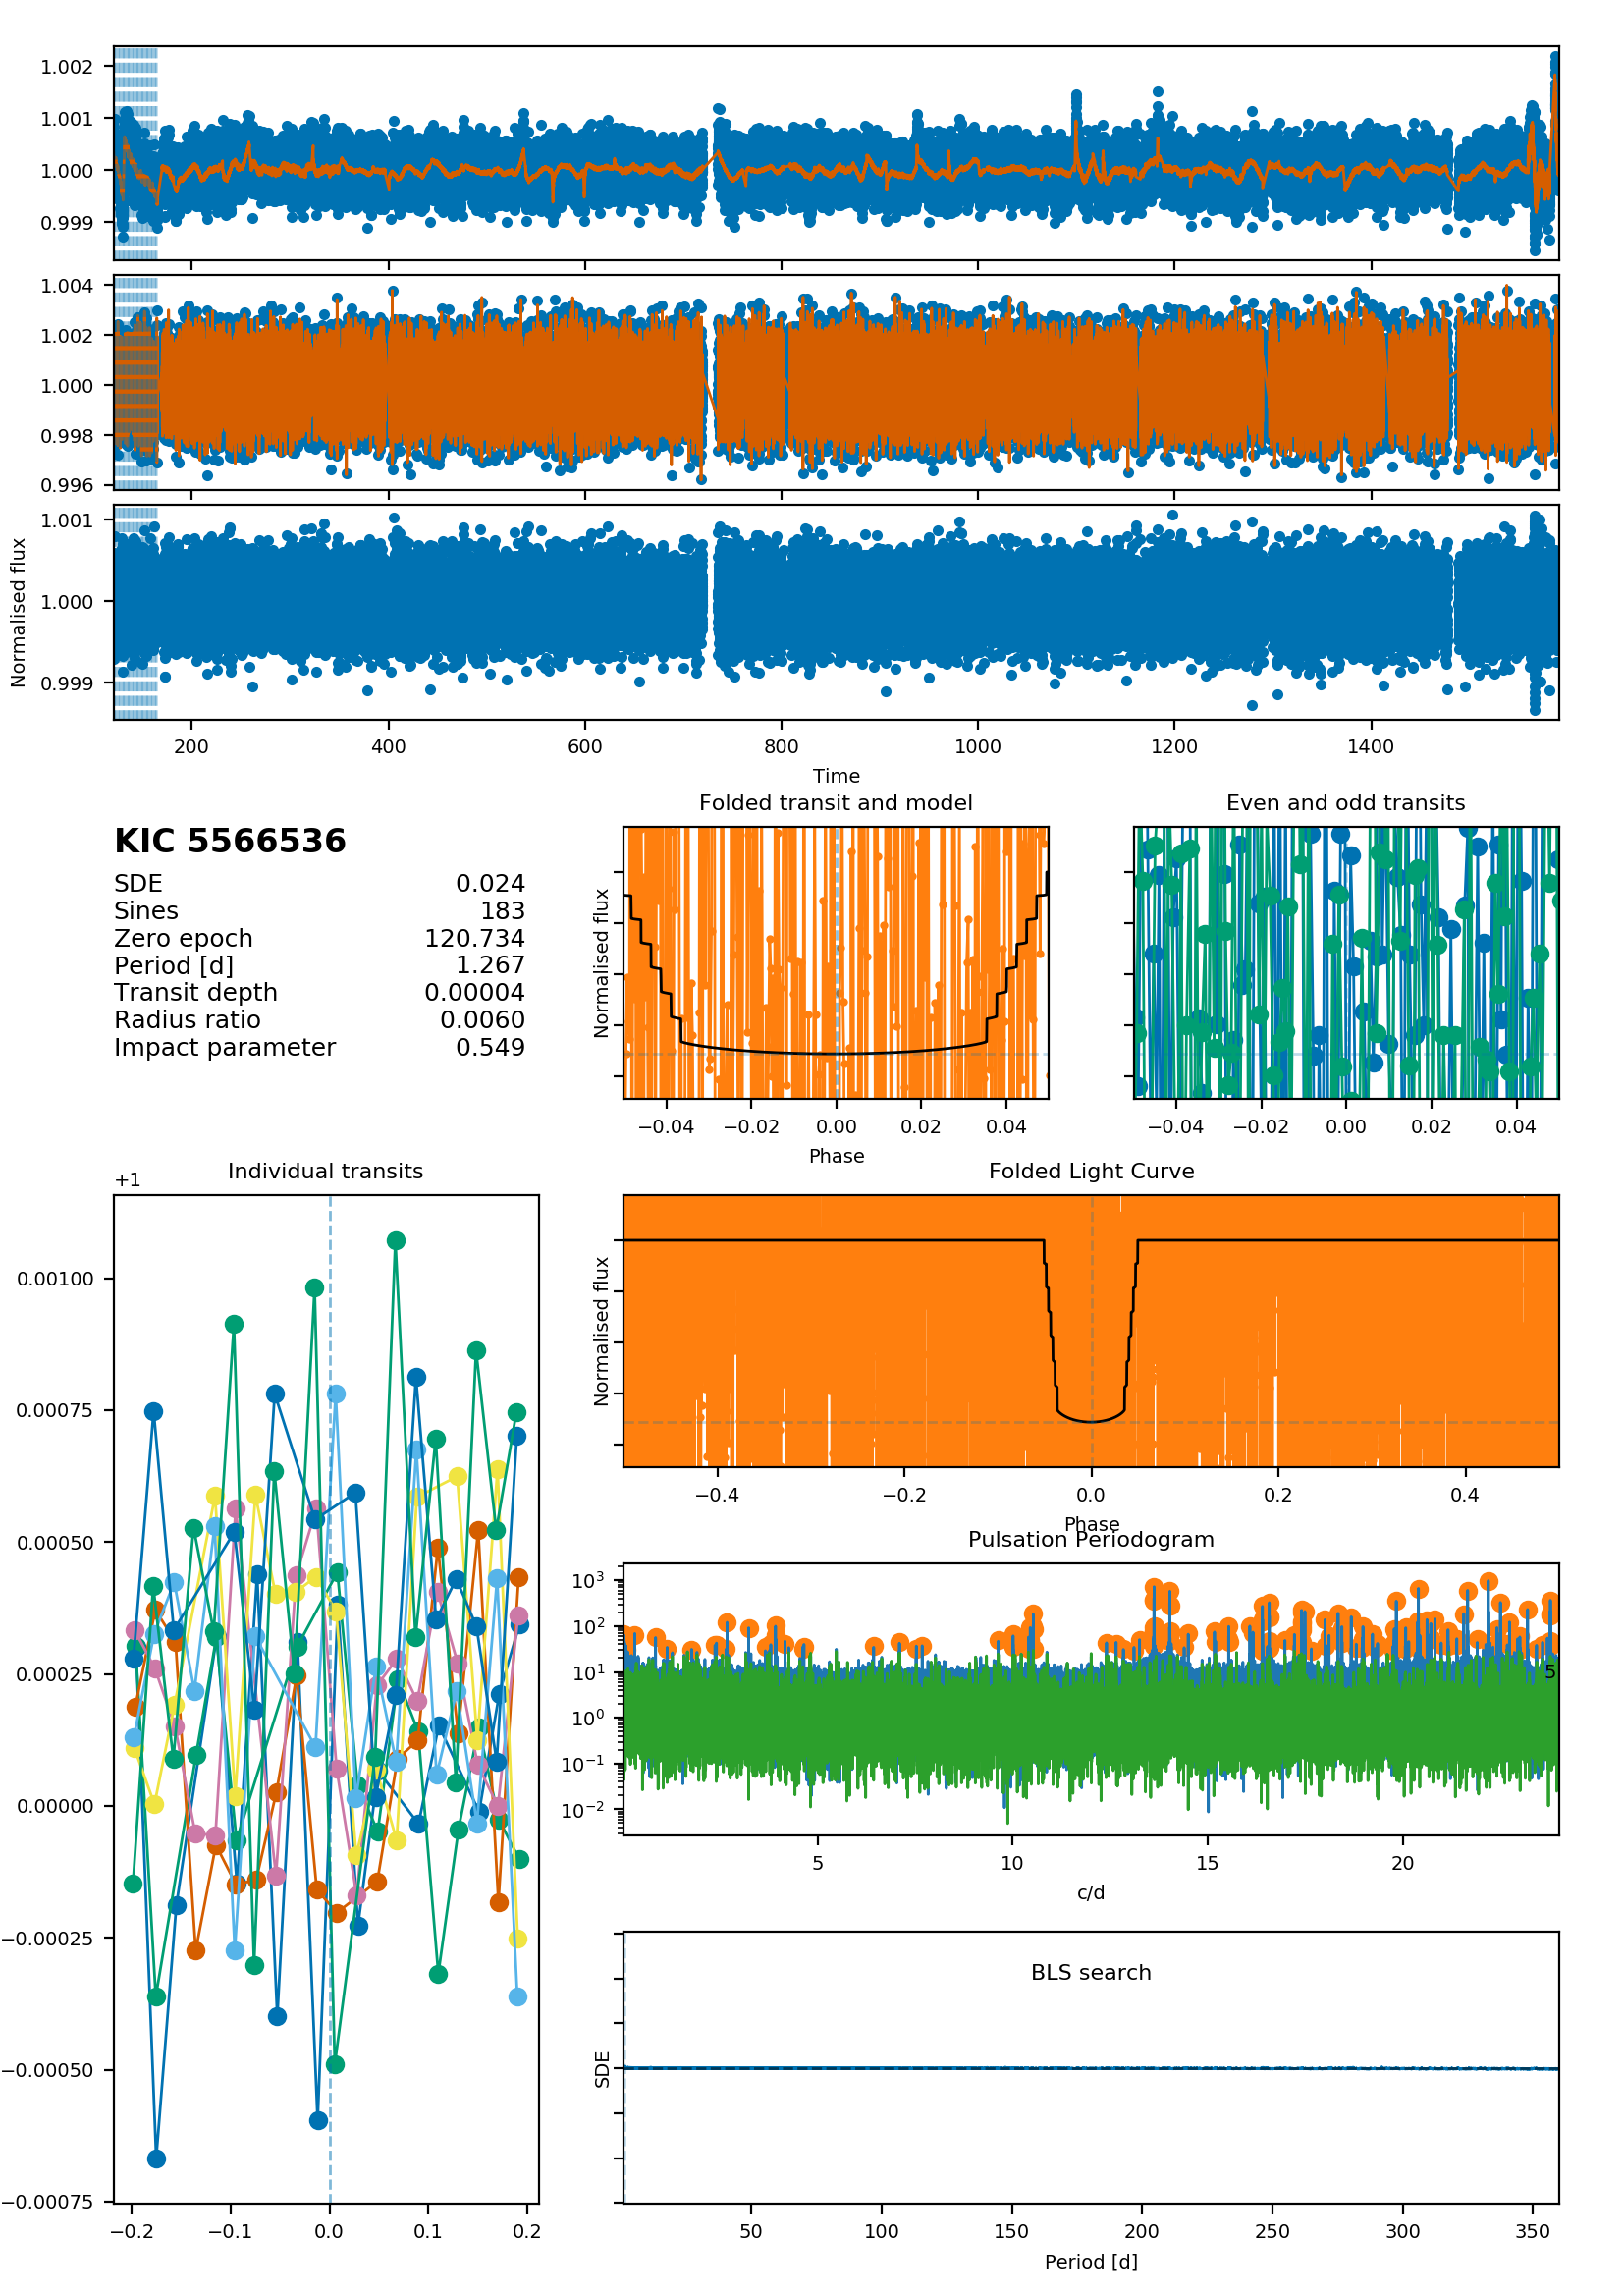 1.002
1.001
1.000
0.999
1.004
1.002
1.000
0.998
0.996
1.001
1.000
0.999
Normalised flux
200 400 600 800 1000 1200 1400
Time
KIC 5566536
SDE 0.024
Sines 183
Zero epoch 120.734
Period [d] 1.267
Transit depth 0.00004
Radius ratio 0.0060
Impact parameter 0.549
Folded transit and model
Normalised flux
−0.04 −0.02 0.00 0.02 0.04
Phase
Even and odd transits
−0.04 −0.02 0.00 0.02 0.04
Individual transits
+1
0.00100
0.00075
0.00050
0.00025
0.00000
−0.00025
−0.00050
−0.00075
−0.2 −0.1 0.0 0.1 0.2
Folded Light Curve
Normalised flux
−0.4 −0.2 0.0 0.2 0.4
Phase
Pulsation Periodogram
10³
10²
10¹
10⁰
10⁻¹
10⁻²
5
5 10 15 20
c/d
BLS search
SDE
50 100 150 200 250 300 350
Period [d]